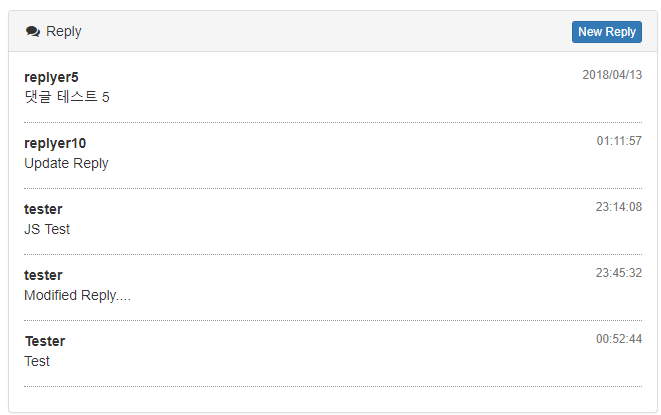 Reply
New Reply
replyer5
2018/04/13
댓글 테스트 5
replyer10
01:11:57
Update Reply
tester
23:14:08
JS Test
tester
23:45:32
Modified Reply....
Tester
00:52:44
Test